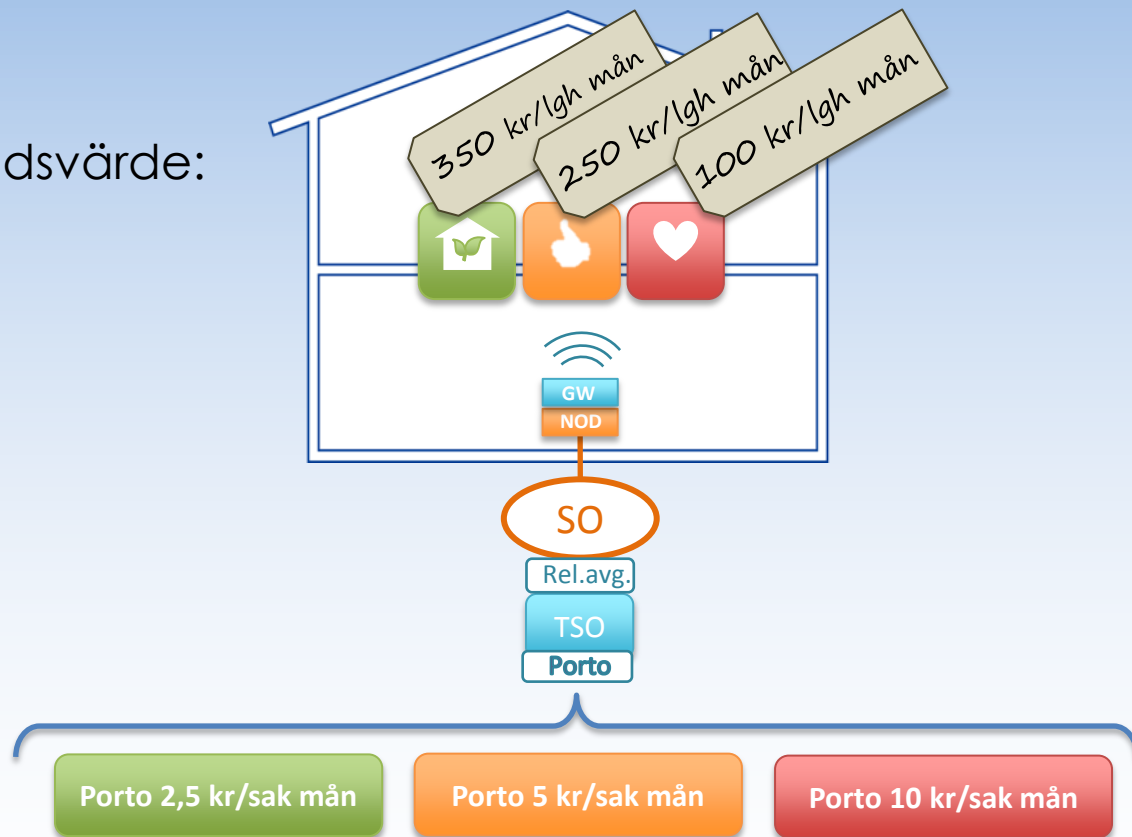 dsvärde:
350 kr/lgh mån
250 kr/lgh mån
100 kr/lgh mån
GW
NOD
SO
Rel.avg.
TSO
Porto
Porto 2,5 kr/sak mån
Porto 5 kr/sak mån
Porto 10 kr/sak mån